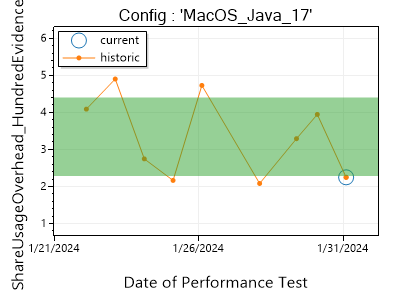 Config : 'MacOS_Java_17'
current
historic
ShareUsageOverhead_HundredEvidence
6
5
4
3
2
1
1/21/2024
1/26/2024
1/31/2024
Date of Performance Test